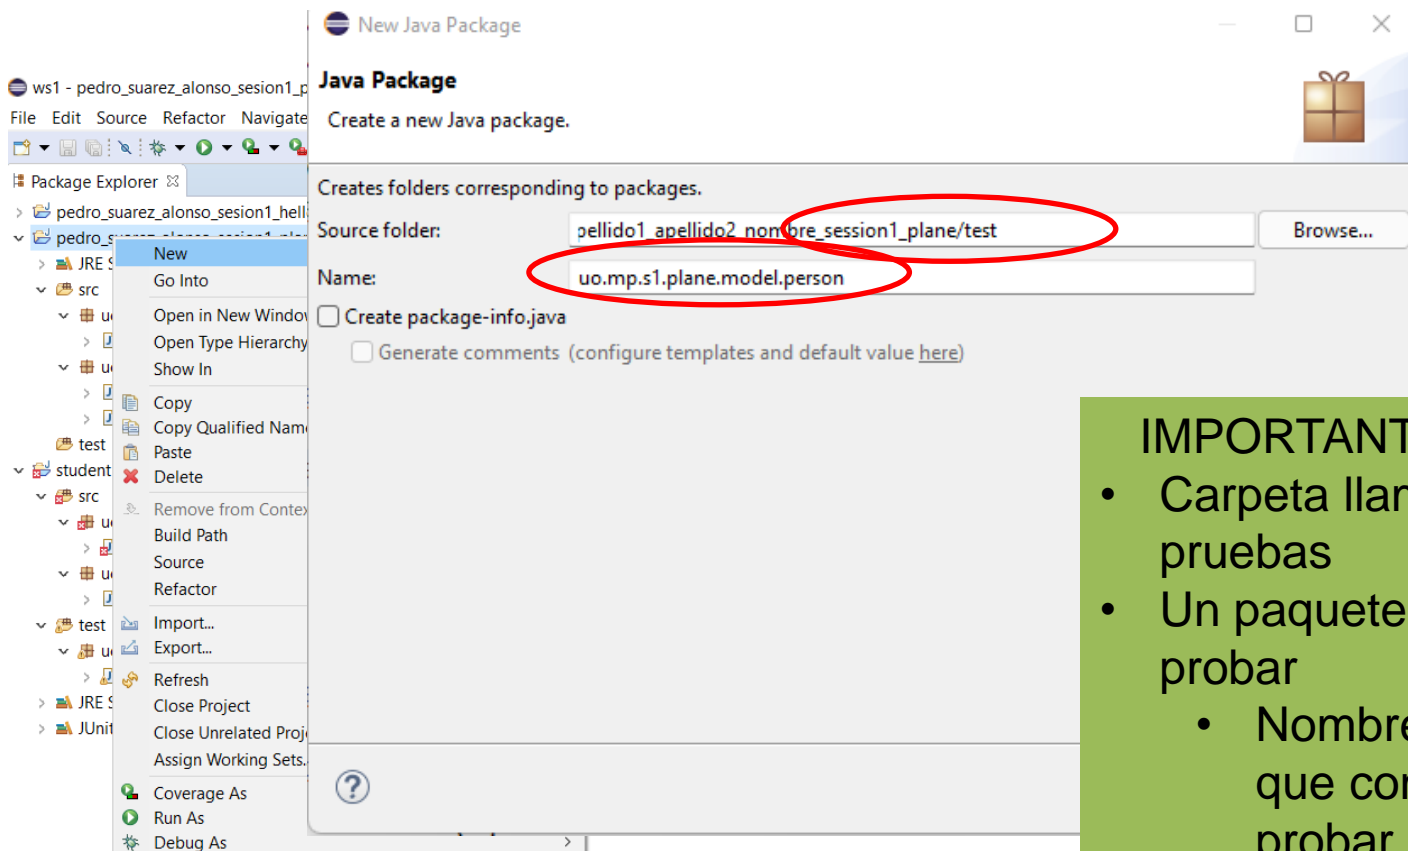 New Java Package
Java Package
Create a new Java package.
Creates folders corresponding to packages.
Source folder:
pellido1_apellido2_nombre_session1_plane/test
Browse...
Name:
uo.mp.s1.plane.model.person
Create package-info.java
Generate comments (configure templates and default value here)
ws1 - pedro_suarez_alonso_sesion1_p
File Edit Source Refactor Navigate
Package Explorer
pedro_suarez_alonso_sesion1_hell
JRE S
src
test
student
src
test
JRE S
JUnit
New
Go Into
Open in New Window
Open Type Hierarchy
Show In
Copy
Copy Qualified Name
Paste
Delete
Remove from Contex
Build Path
Source
Refactor
Import...
Export...
Refresh
Close Project
Close Unrelated Proj
Assign Working Sets...
Coverage As
Run As
Debug As
IMPORTANT
• Carpeta llam
pruebas
• Un paquete
probar
• Nombre
que con
probar